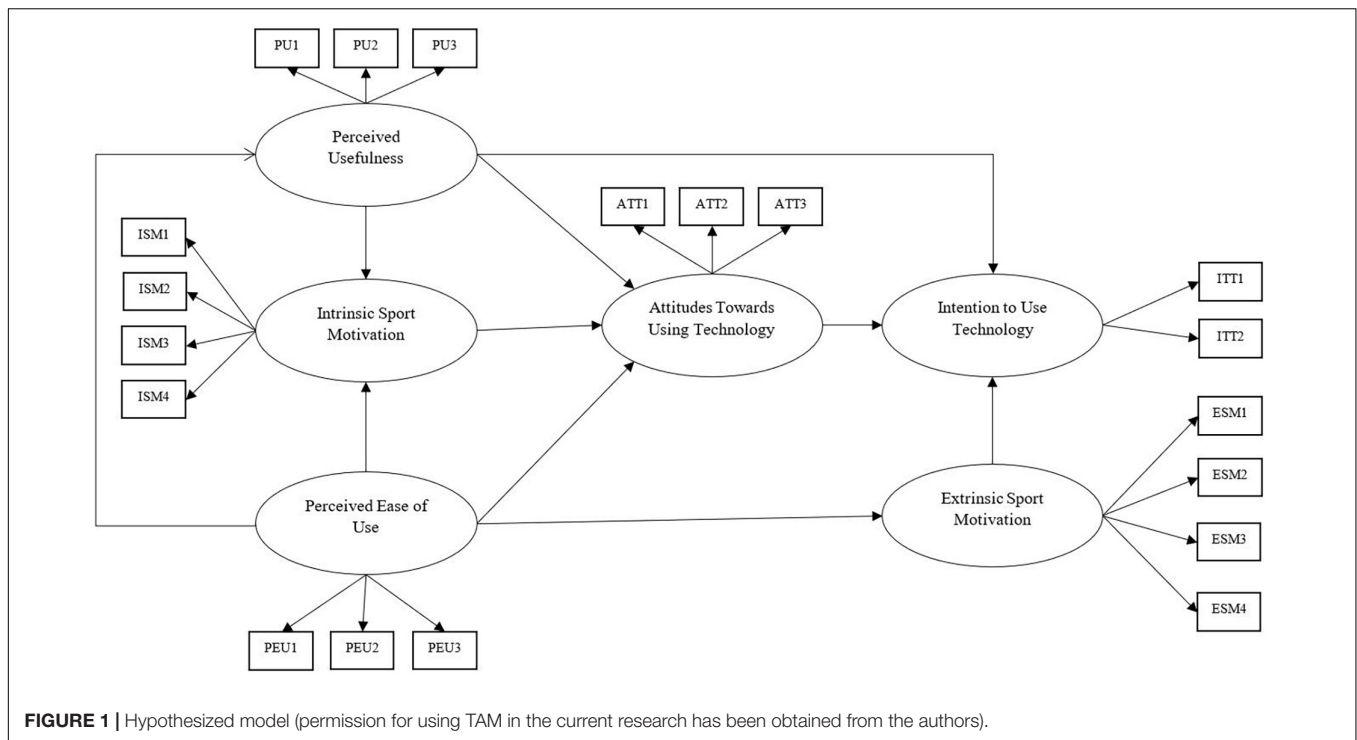 PU1
PU2
PU3
Perceived
Usefulness
ATT1
ATT2
ATT3
ISM1
ISM2
ISM3
ISM4
Intrinsic Sport
Motivation
Attitudes Towards
Using Technology
Intention to Use
Technology
ITT1
ITT2
Perceived Ease of
Use
Extrinsic Sport
Motivation
ESM1
ESM2
ESM3
ESM4
PEU1
PEU2
PEU3
FIGURE 1 | Hypothesized model (permission for using TAM in the current research has been obtained from the authors).